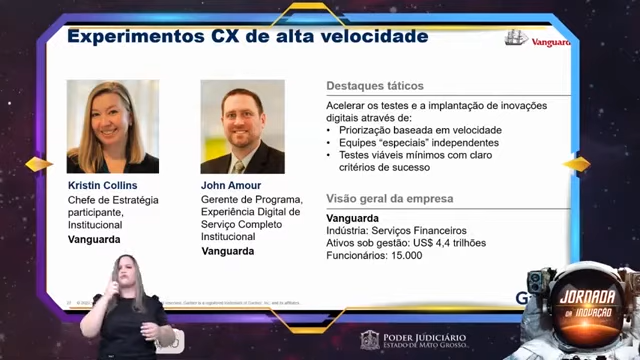 Experimentos CX de alta velocidade
Vanguard
Kristin Collins
Chefe de Estratégia
participante,
Institucional
Vanguarda
John Amour
Gerente de Programa,
Experiência Digital de
Serviço Completo
Institucional
Vanguarda
Destaques táticos
Acelerar os testes e a implantação de inovações
digitais através de:
• Priorização baseada em velocidade
• Equipes “especiais” independentes
• Testes viáveis mínimos com claro
critérios de sucesso
Visão geral da empresa
Vanguarda
Indústria: Serviços Financeiros
Ativos sob gestão: US$ 4,4 trilhões
Funcionários: 15.000
G
JORNADA
DA INOVAÇÃO
PODER JUDICIÁRIO
ESTADO DE MATO GROSSO